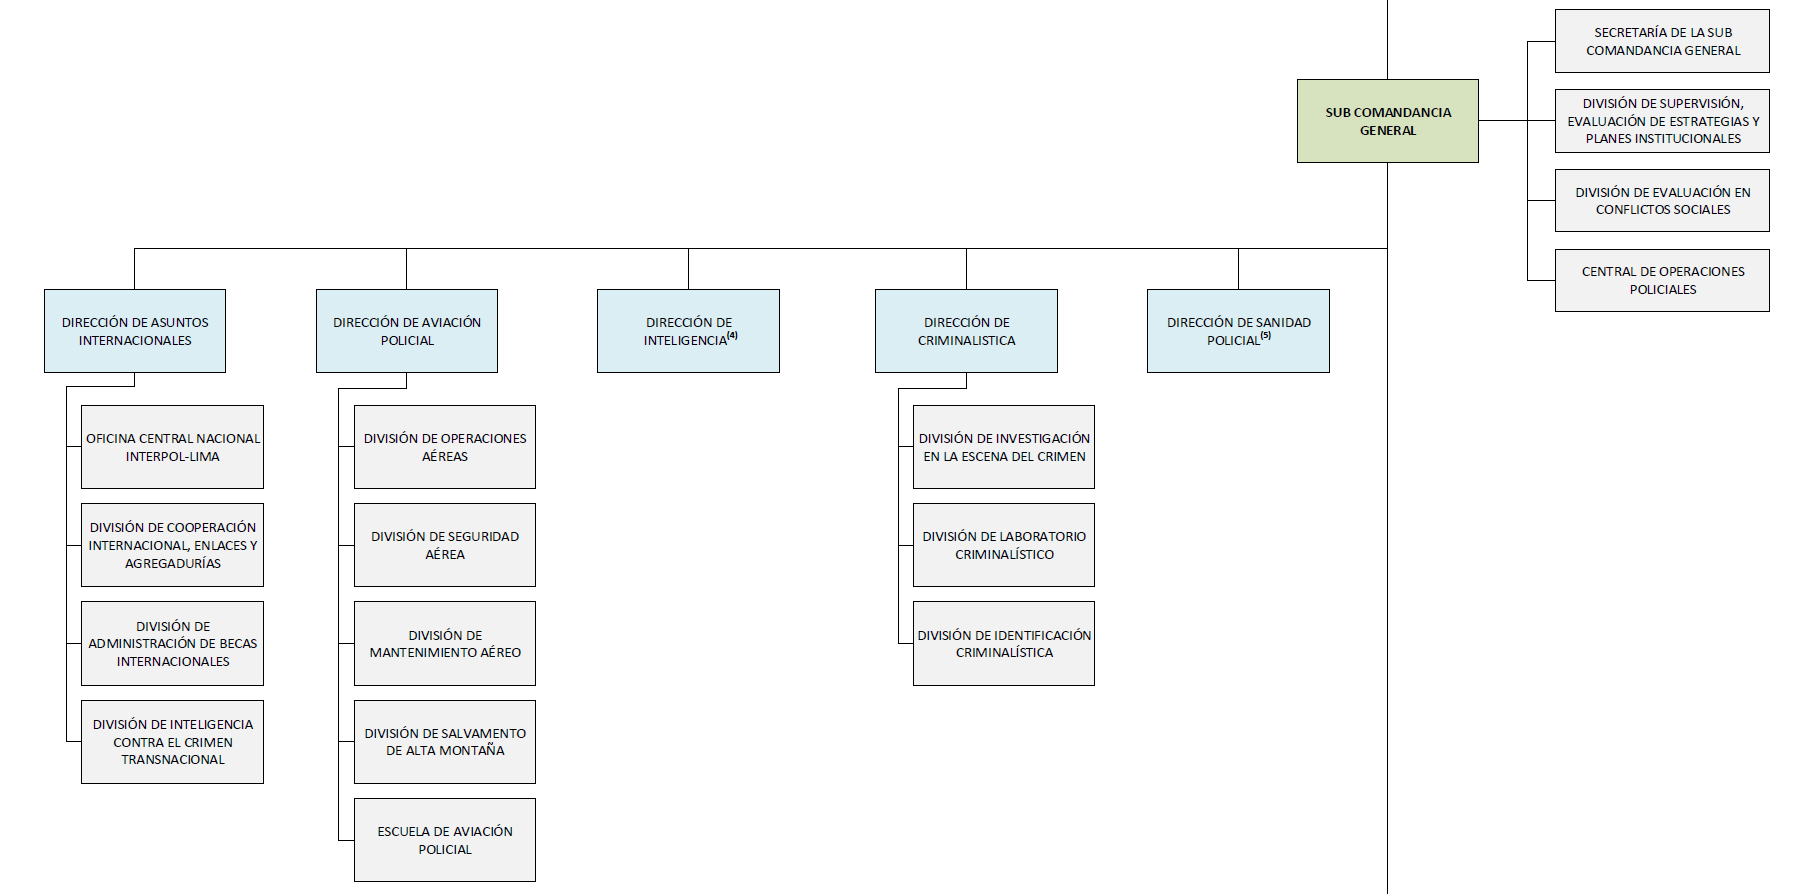 SECRETARÍA DE LA SUB
COMANDANCIA GENERAL
SUB COMANDANCIA
GENERAL
DIVISIÓN DE SUPERVISIÓN,
EVALUACIÓN DE ESTRATEGIAS Y
PLANES INSTITUCIONALES
DIVISIÓN DE EVALUACIÓN EN
CONFLICTOS SOCIALES
CENTRAL DE OPERACIONES
POLICIALES
DIRECCIÓN DE ASUNTOS
INTERNACIONALES
DIRECCIÓN DE AVIACIÓN
POLICIAL
DIRECCIÓN DE
INTELIGENCIA(4)
DIRECCIÓN DE
CRIMINALISTICA
DIRECCIÓN DE SANIDAD
POLICIAL(5)
OFICINA CENTRAL NACIONAL
INTERPOL-LIMA
DIVISIÓN DE COOPERACIÓN
INTERNACIONAL, ENLACES Y
AGREGADURÍAS
DIVISIÓN DE
ADMINISTRACIÓN DE BECAS
INTERNACIONALES
DIVISIÓN DE INTELIGENCIA
CONTRA EL CRIMEN
TRANSNACIONAL
DIVISIÓN DE OPERACIONES
AÉREAS
DIVISIÓN DE SEGURIDAD
AÉREA
DIVISIÓN DE
MANTENIMIENTO AÉREO
DIVISIÓN DE SALVAMENTO
DE ALTA MONTAÑA
ESCUELA DE AVIACIÓN
POLICIAL
DIVISIÓN DE INVESTIGACIÓN
EN LA ESCENA DEL CRIMEN
DIVISIÓN DE LABORATORIO
CRIMINALÍSTICO
DIVISIÓN DE IDENTIFICACIÓN
CRIMINALÍSTICA